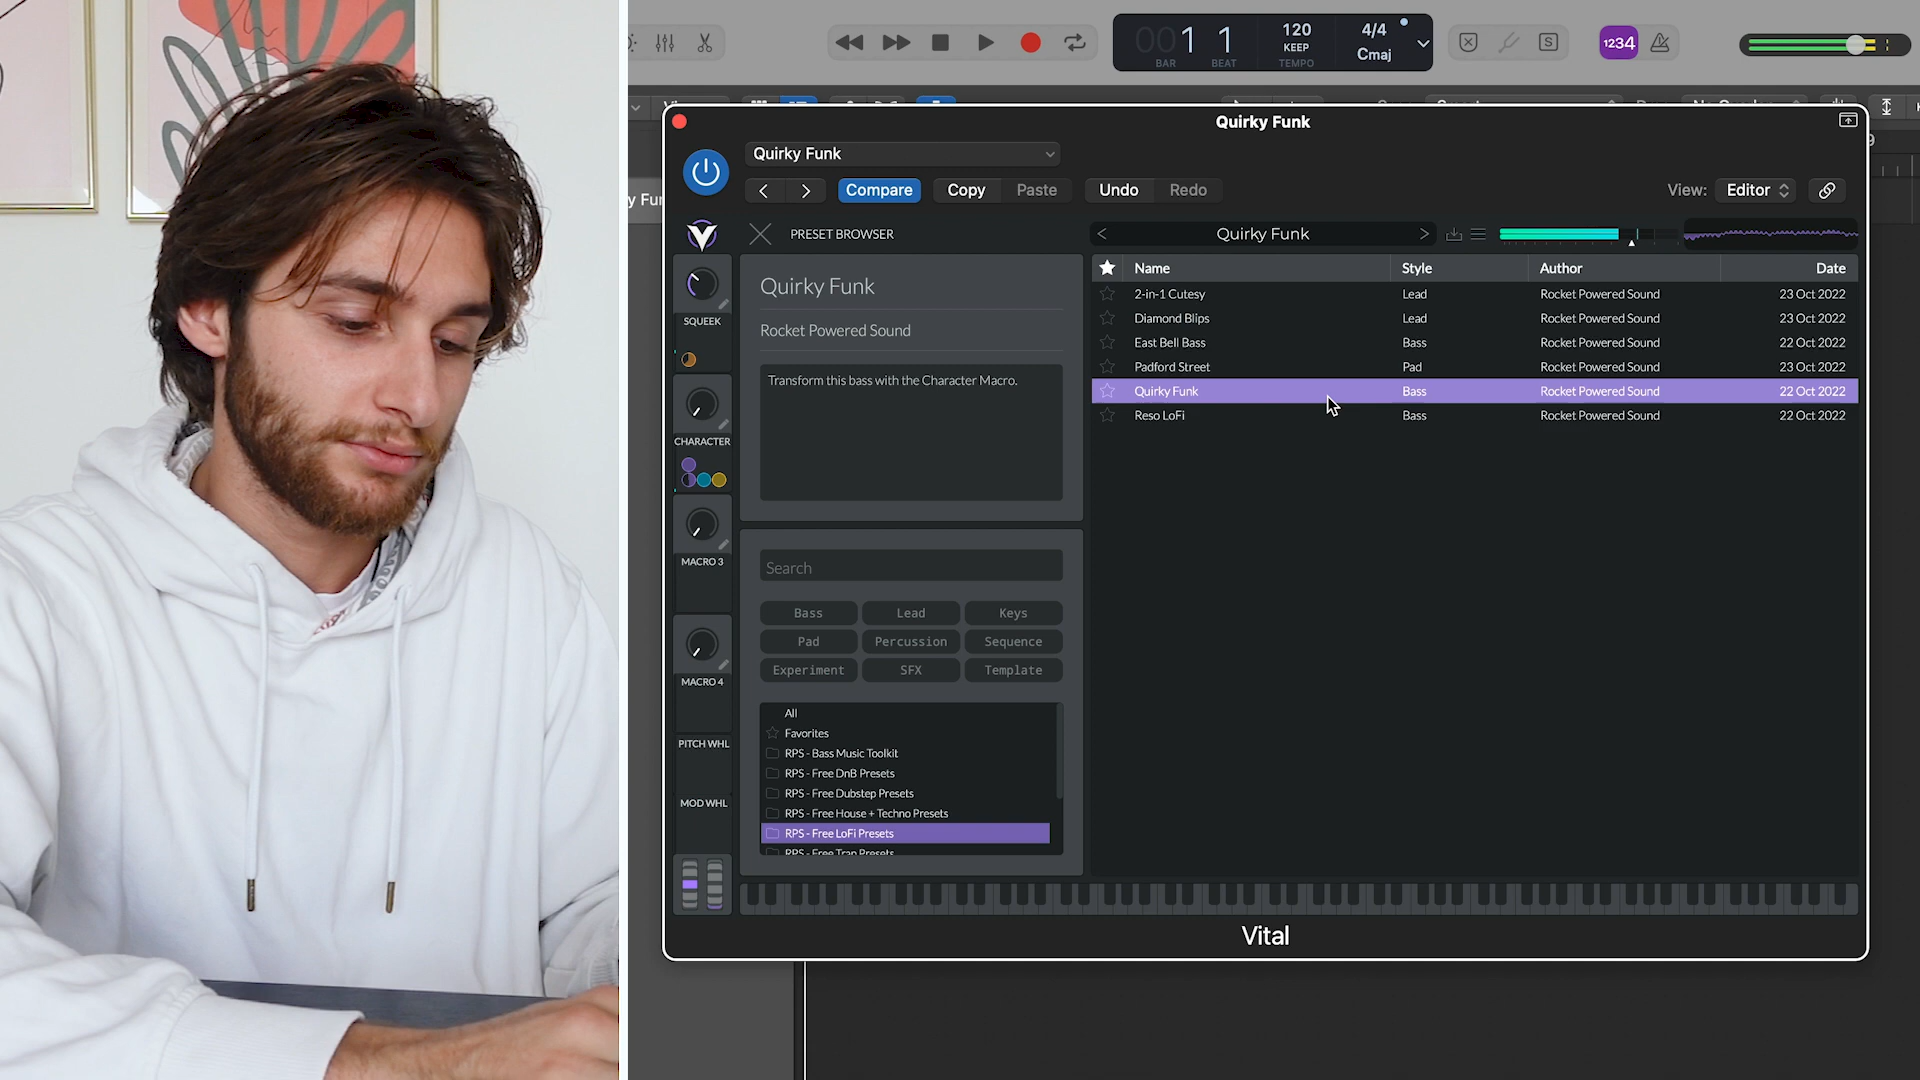 1 1
120
KEEP
4/4
Cmaj
BAR
BEAT
TEMPO
S
1234
Quirky Funk
Quirky Funk
Compare
Copy
Paste
Undo
Redo
View:
Editor
PRESET BROWSER
Quirky Funk
Quirky Funk
Rocket Powered Sound
Transform this bass with the Character Macro.
SQUEEK
CHARACTER
MACRO 3
MACRO 4
PITCH WHL
MOD WHL
Search
Bass Lead Keys
Pad Percussion Sequence
Experiment SFX Template
All
Favorites
RPS - Bass Music Toolkit
RPS - Free DnB Presets
RPS - Free Dubstep Presets
RPS - Free House + Techno Presets
RPS - Free LoFi Presets
RPS - Free Trap Presets
Name Style Author Date
2-in-1 Cutesy Lead Rocket Powered Sound 23 Oct 2022
Diamond Blips Lead Rocket Powered Sound 23 Oct 2022
East Bell Bass Bass Rocket Powered Sound 22 Oct 2022
Padford Street Pad Rocket Powered Sound 23 Oct 2022
Quirky Funk Bass Rocket Powered Sound 22 Oct 2022
Reso LoFi Bass Rocket Powered Sound 22 Oct 2022
Vital